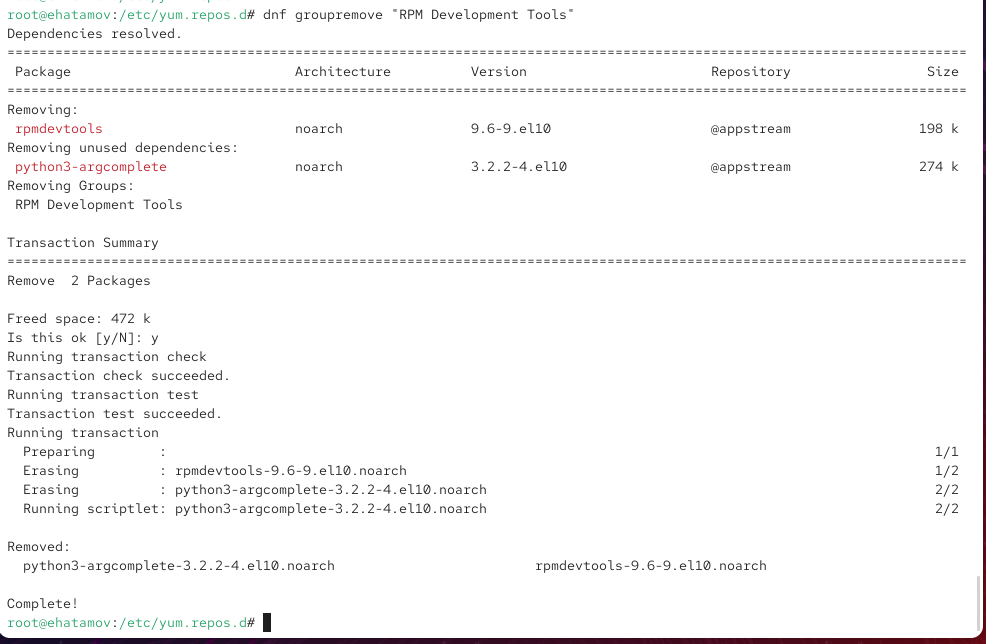 root@ehatamov:/etc/yum.repos.d# dnf groupremove "RPM Development Tools"
Dependencies resolved.
========================================================================================================================
 Package                            Architecture          Version                       Repository                 Size
========================================================================================================================
Removing:
 rpmdevtools                        noarch                9.6-9.el10                    @appstream                198 k
Removing unused dependencies:
 python3-argcomplete                noarch                3.2.2-4.el10                  @appstream                274 k
Removing Groups:
 RPM Development Tools

Transaction Summary
========================================================================================================================
Remove  2 Packages

Freed space: 472 k
Is this ok [y/N]: y
Running transaction check
Transaction check succeeded.
Running transaction test
Transaction test succeeded.
Running transaction
  Preparing        :                                                                                                1/1
  Erasing          : rpmdevtools-9.6-9.el10.noarch                                                                  1/2
  Erasing          : python3-argcomplete-3.2.2-4.el10.noarch                                                        2/2
  Running scriptlet: python3-argcomplete-3.2.2-4.el10.noarch                                                        2/2

Removed:
  python3-argcomplete-3.2.2-4.el10.noarch                         rpmdevtools-9.6-9.el10.noarch

Complete!
root@ehatamov:/etc/yum.repos.d#